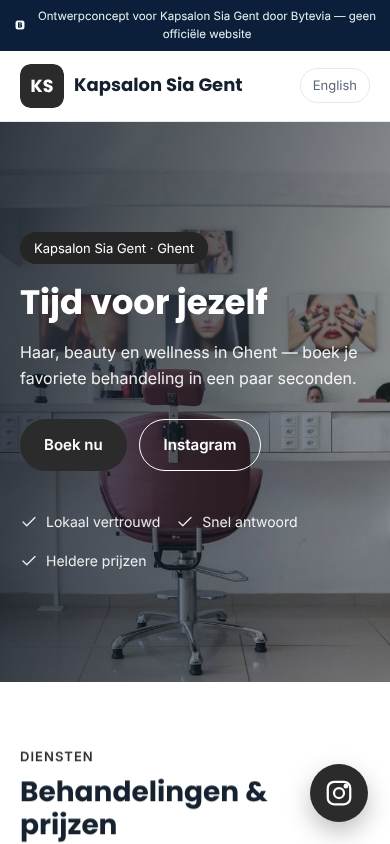 Ontwerpconcept voor Kapsalon Sia Gent door Bytevia — geen
officiële website
KS
Kapsalon Sia Gent
English
Kapsalon Sia Gent · Ghent
Tijd voor jezelf
Haar, beauty en wellness in Ghent — boek je
favoriete behandeling in een paar seconden.
Boek nu
Instagram
Lokaal vertrouwd
Snel antwoord
Heldere prijzen
DIENSTEN
Behandelingen &
prijzen